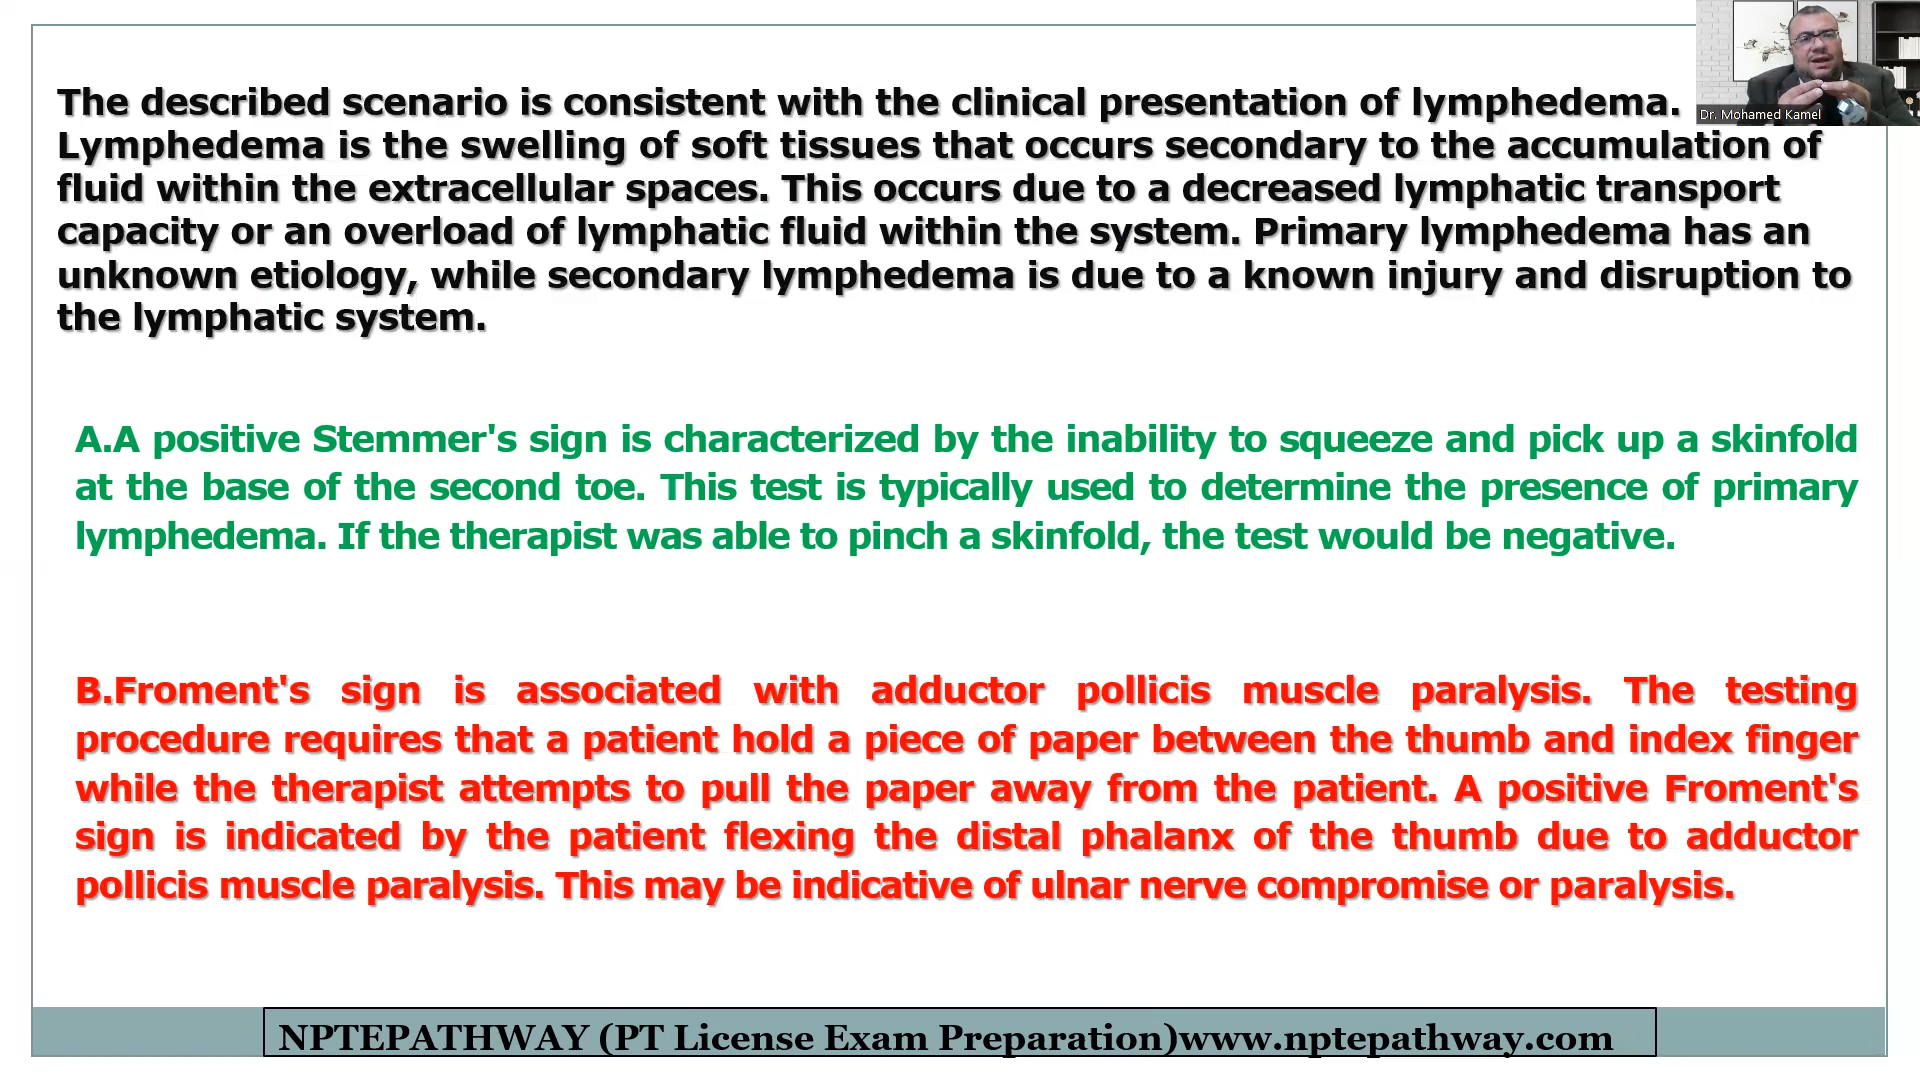 The described scenario is consistent with the clinical presentation of lymphedema.
Lymphedema is the swelling of soft tissues that occurs secondary to the accumulation of
fluid within the extracellular spaces. This occurs due to a decreased lymphatic transport
capacity or an overload of lymphatic fluid within the system. Primary lymphedema has an
unknown etiology, while secondary lymphedema is due to a known injury and disruption to
the lymphatic system.
Dr. Mohamed Kamel
A.A positive Stemmer's sign is characterized by the inability to squeeze and pick up a skinfold
at the base of the second toe. This test is typically used to determine the presence of primary
lymphedema. If the therapist was able to pinch a skinfold, the test would be negative.
B.Froment's sign is associated with adductor pollicis muscle paralysis. The testing
procedure requires that a patient hold a piece of paper between the thumb and index finger
while the therapist attempts to pull the paper away from the patient. A positive Froment's
sign is indicated by the patient flexing the distal phalanx of the thumb due to adductor
pollicis muscle paralysis. This may be indicative of ulnar nerve compromise or paralysis.
NPTEPATHWAY (PT License Exam Preparation)www.nptepathway.com